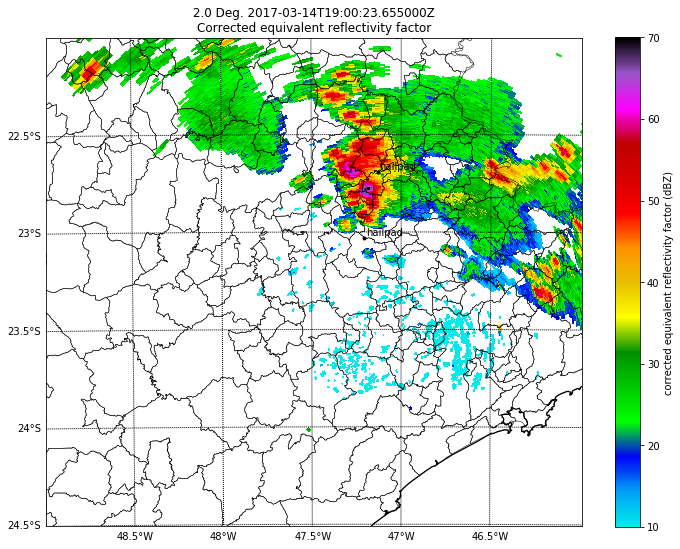 2.0 Deg. 2017-03-14T19:00:23.655000Z
Corrected equivalent reflectivity factor
70
60
50
40
30
20
10
corrected equivalent reflectivity factor (dBZ)
22.5°S
23°S
23.5°S
24°S
24.5°S
hailpad
hailpad
48.5°W
48°W
47.5°W
47°W
46.5°W